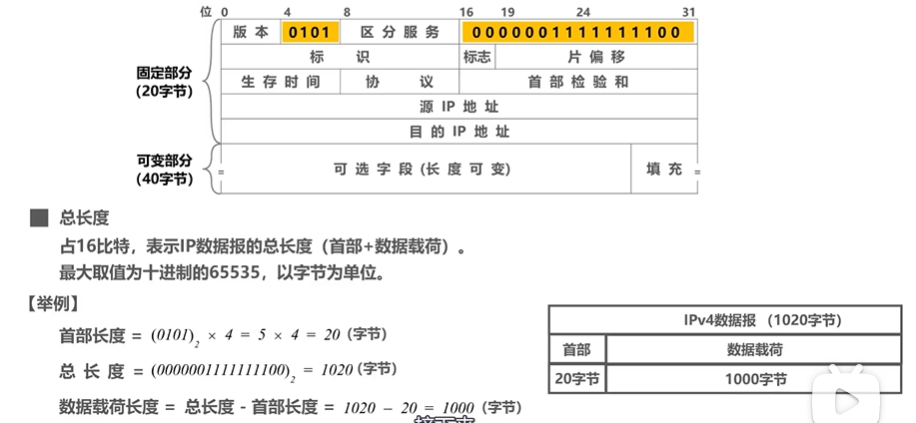 位 0 4 8 16 19 24 31
版本 0101 区分服务 0000001111111100
标识 标志 片偏移
固定部分
(20字节)
生存时间 协议 首部检验和
源IP地址
目的IP地址
可变部分
(40字节)
可选字段(长度可变) 填充
总长度
占16比特，表示IP数据报的总长度（首部+数据载荷）。
最大取值为十进制的65535，以字节为单位。
【举例】
首部长度 = (0101)₂ × 4 = 5 × 4 = 20 (字节)
总长度 = (0000001111111100)₂ = 1020 (字节)
数据载荷长度 = 总长度 - 首部长度 = 1020 − 20 = 1000 (字节)
IPv4数据报 （1020字节）
首部 数据载荷
20字节 1000字节